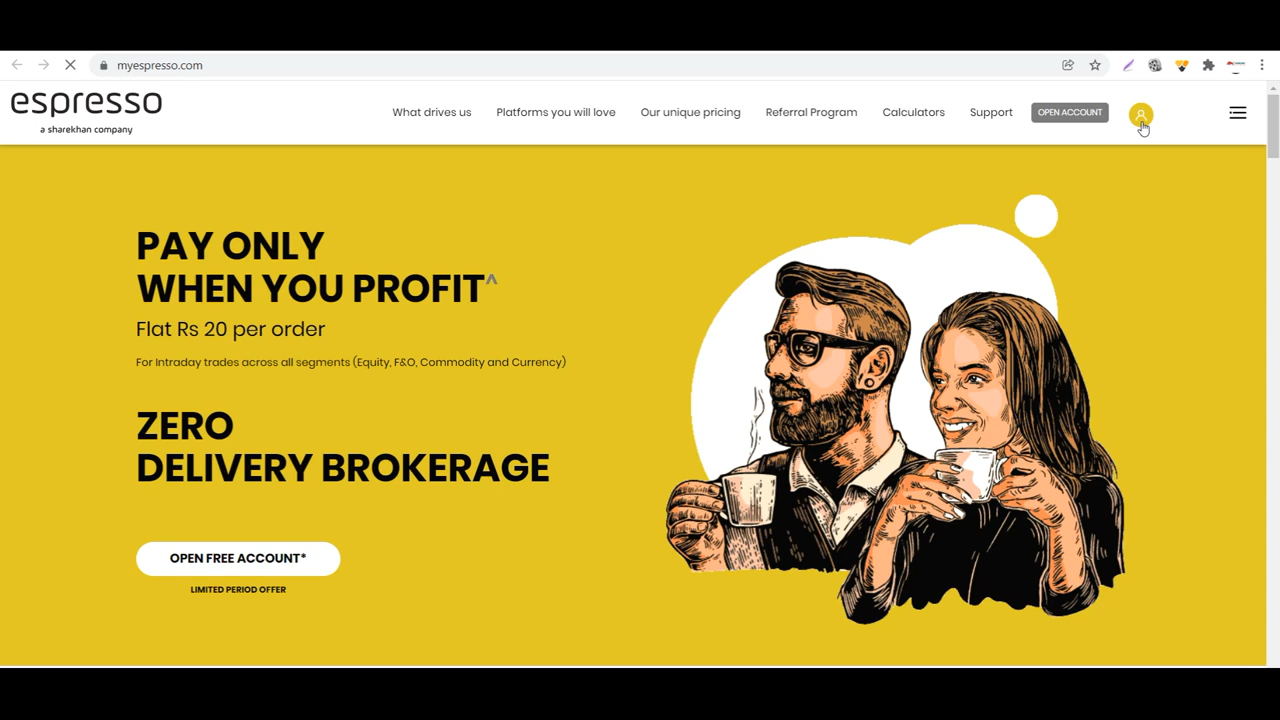 myespresso.com
espresso
a sharekhan company
What drives us Platforms you will love Our unique pricing Referral Program Calculators Support OPEN ACCOUNT
PAY ONLY
WHEN YOU PROFIT^
Flat Rs 20 per order
For Intraday trades across all segments (Equity, F&O, Commodity and Currency)
ZERO
DELIVERY BROKERAGE
OPEN FREE ACCOUNT*
LIMITED PERIOD OFFER